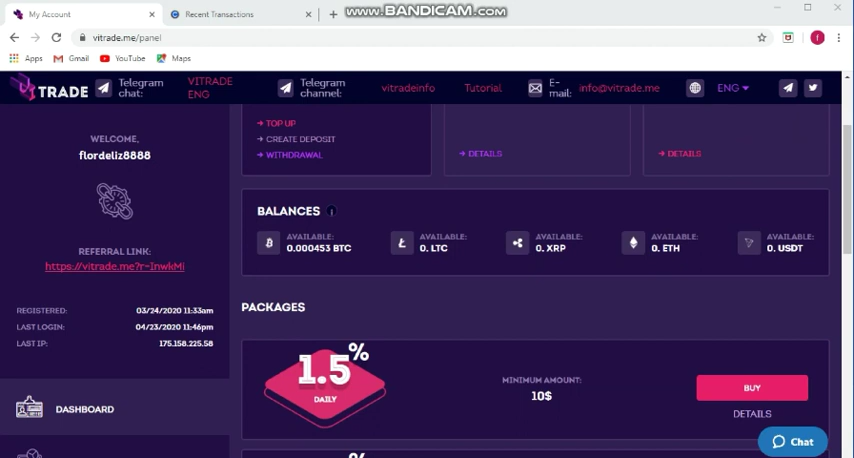 My Account
Recent Transactions
www.BANDICAM.com
vitrade.me/panel
f
Apps
Gmail
YouTube
Maps
TRADE
Telegram chat:
VITRADE ENG
Telegram channel:
vitradeinfo
Tutorial
E-mail:
info@vitrade.me
ENG
WELCOME,
flordeliz8888
REFERRAL LINK:
https://vitrade.me?r=InwkMi
REGISTERED: 03/24/2020 11:33am
LAST LOGIN: 04/23/2020 11:46pm
LAST IP: 175.158.225.58
DASHBOARD
→ TOP UP
→ CREATE DEPOSIT
→ WITHDRAWAL
→ DETAILS
→ DETAILS
BALANCES
AVAILABLE:
0.000453 BTC
AVAILABLE:
0. LTC
AVAILABLE:
0. XRP
AVAILABLE:
0. ETH
AVAILABLE:
0. USDT
PACKAGES
1.5%
DAILY
MINIMUM AMOUNT:
10$
BUY
DETAILS
%
Chat